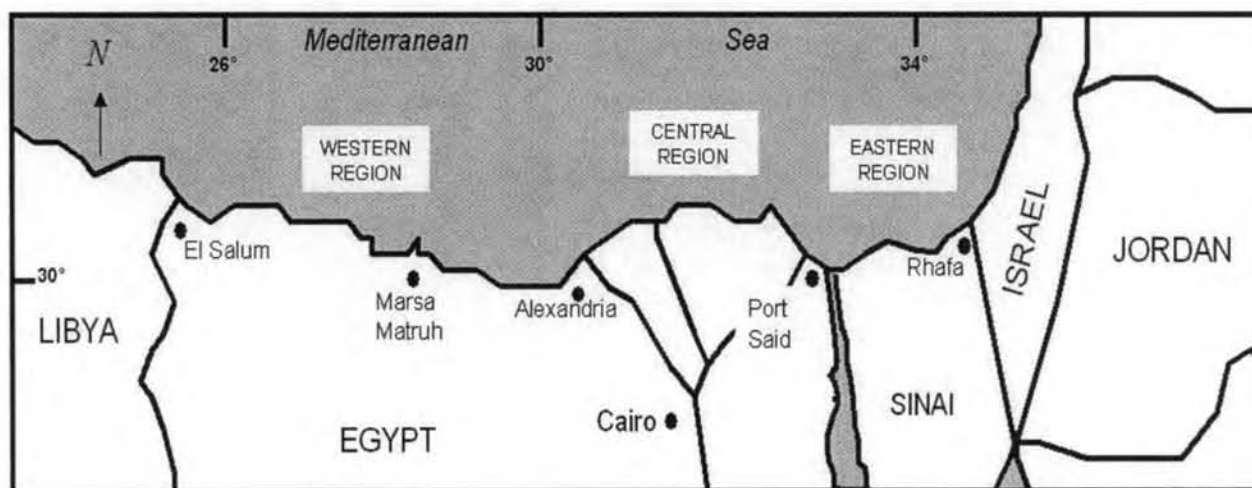 Mediterranean Sea
N
26° 30° 34°
WESTERN
REGION
CENTRAL
REGION
EASTERN
REGION
El Salum
Rhafa
ISRAEL
JORDAN
30°
Marsa
Matruh
Alexandria
Port
Said
LIBYA
SINAI
Cairo
EGYPT